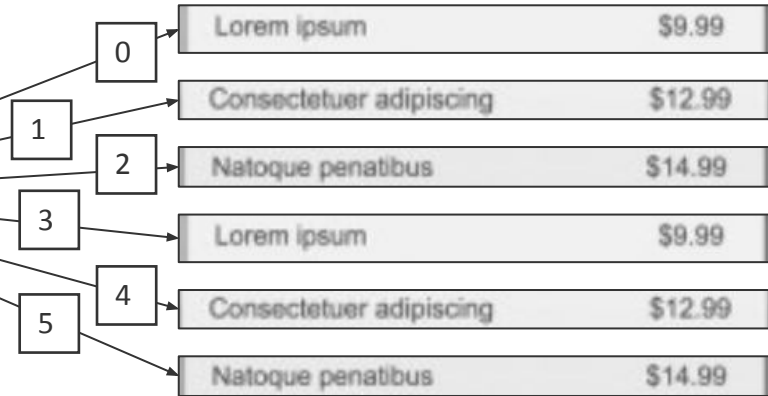 0 Lorem ipsum $9.99
1 Consectetuer adipiscing $12.99
2 Natoque penatibus $14.99
3 Lorem ipsum $9.99
4 Consectetuer adipiscing $12.99
5 Natoque penatibus $14.99